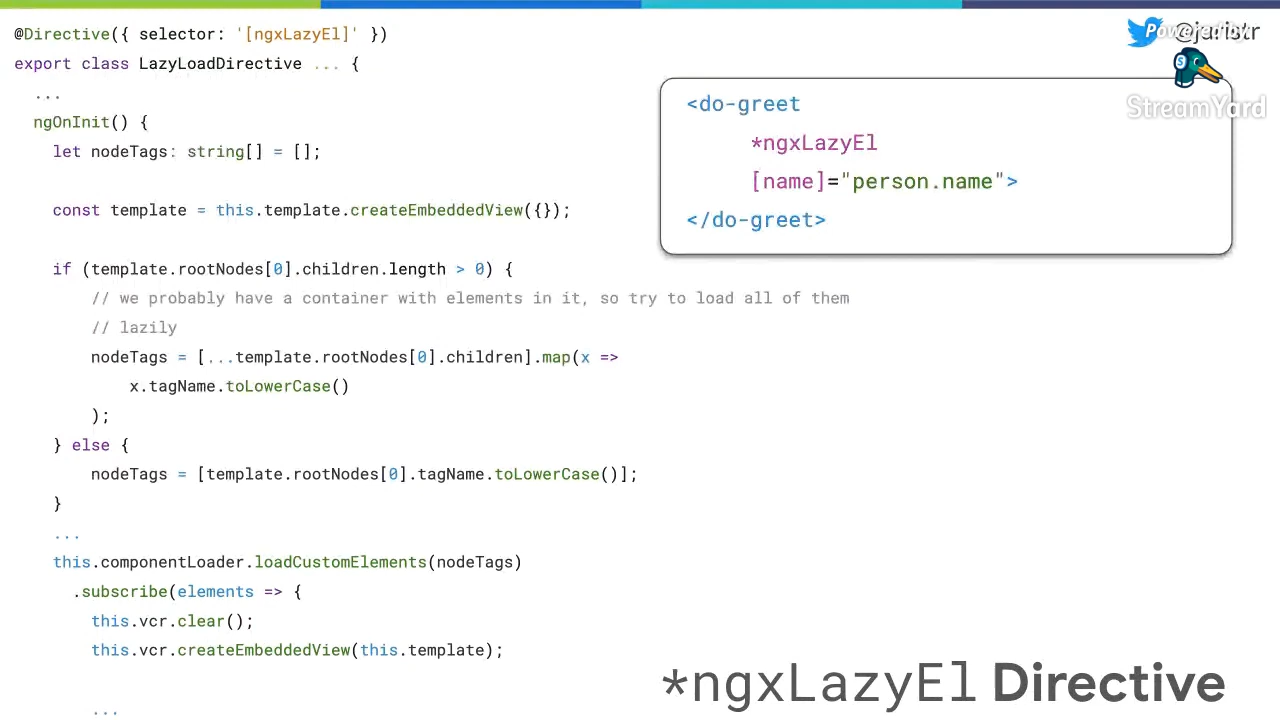 @Directive({ selector: '[ngxLazyEl]' })
export class LazyLoadDirective ... {
...
ngOnInit() {
let nodeTags: string[] = [];
const template = this.template.createEmbeddedView({});
if (template.rootNodes[0].children.length > 0) {
// we probably have a container with elements in it, so try to load all of them
// lazily
nodeTags = [...template.rootNodes[0].children].map(x =>
x.tagName.toLowerCase()
);
} else {
nodeTags = [template.rootNodes[0].tagName.toLowerCase()];
}
...
this.componentLoader.loadCustomElements(nodeTags)
.subscribe(elements => {
this.vcr.clear();
this.vcr.createEmbeddedView(this.template);
...
@juristr
Powered by
S
StreamYard
<do-greet
*ngxLazyEl
[name]="person.name">
</do-greet>
*ngxLazyEl Directive